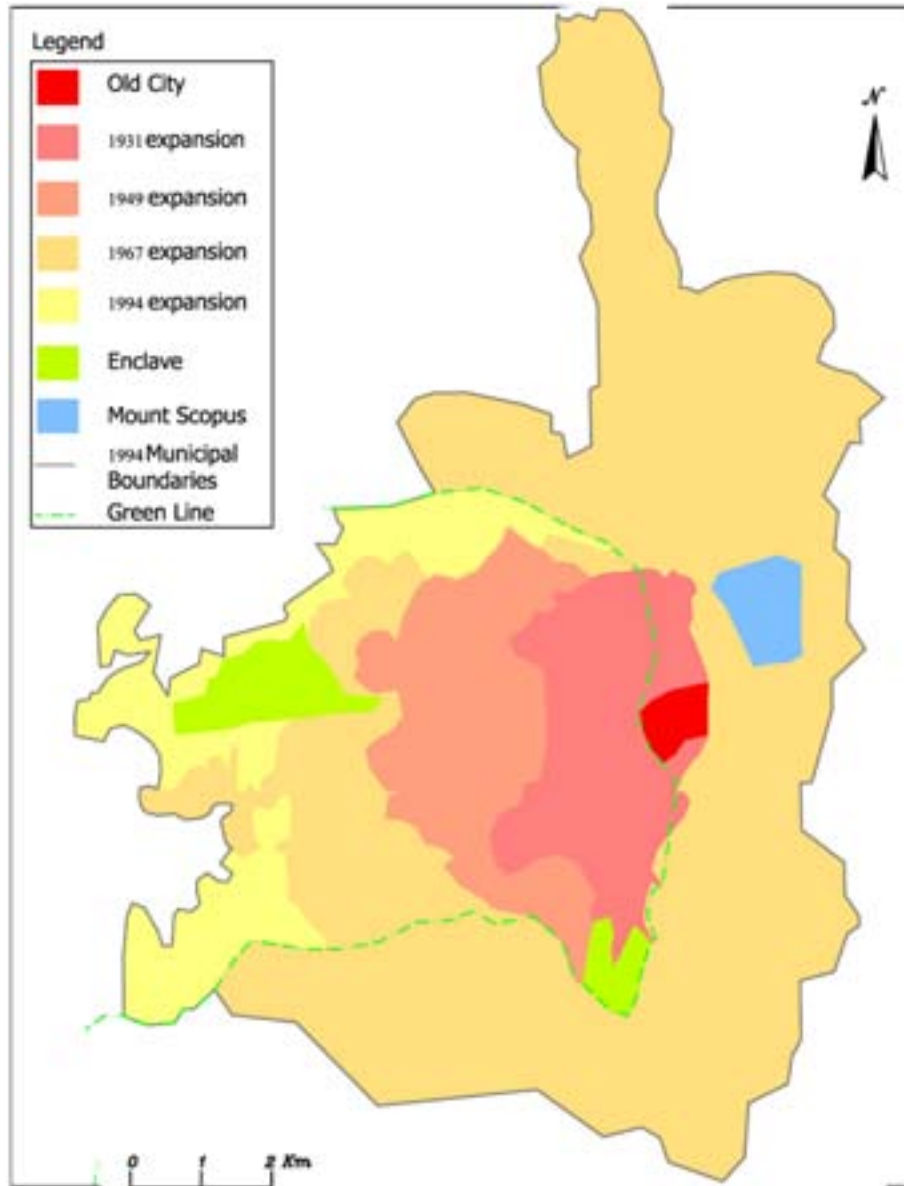 Legend
Old City
1931 expansion
1949 expansion
1967 expansion
1994 expansion
Enclave
Mount Scopus
1994 Municipal
Boundaries
Green Line
N
0 1 2 Km